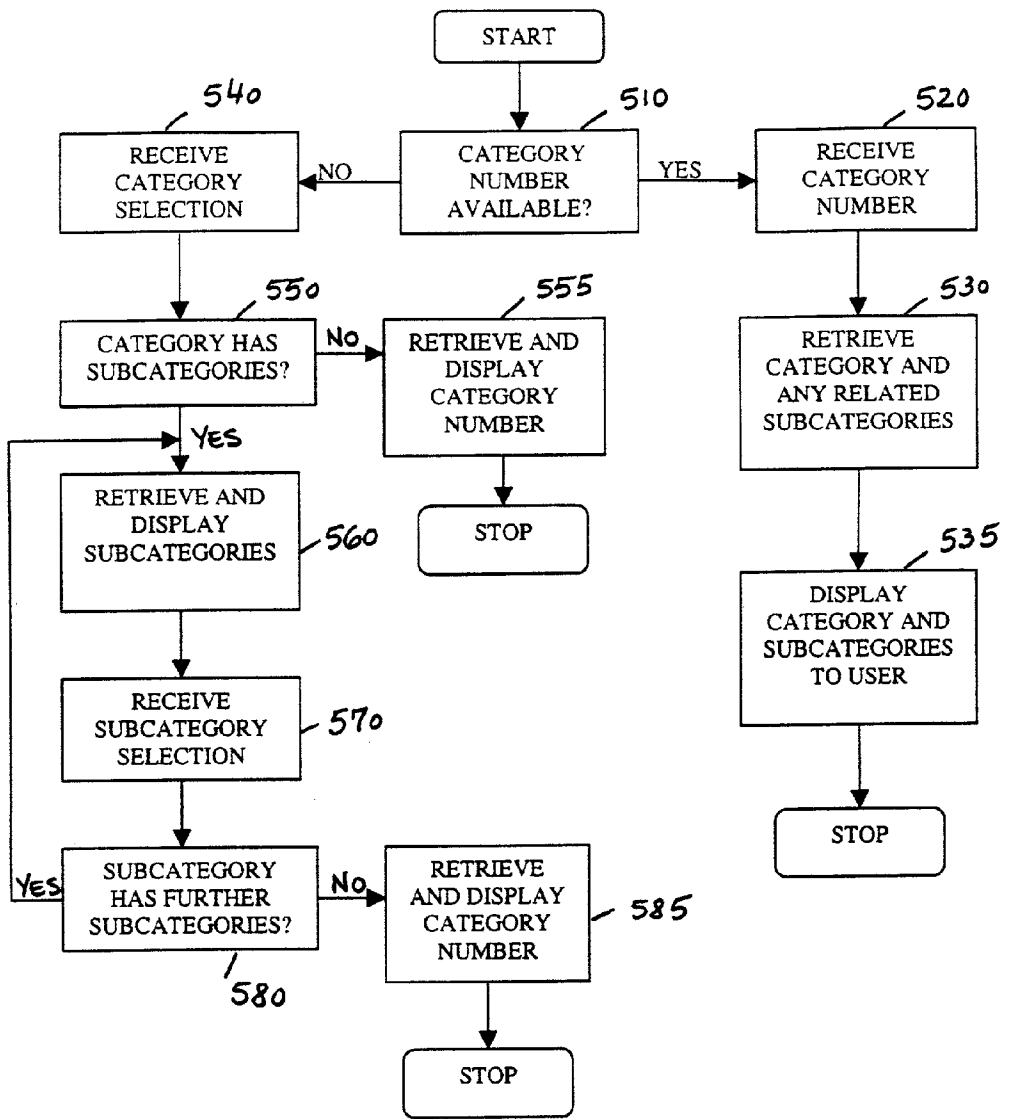 START
540
510
520
RECEIVE
CATEGORY
SELECTION
NO
CATEGORY
NUMBER
AVAILABLE?
YES
RECEIVE
CATEGORY
NUMBER
550
555
530
CATEGORY HAS
SUBCATEGORIES?
NO
RETRIEVE AND
DISPLAY
CATEGORY
NUMBER
RETRIEVE
CATEGORY AND
ANY RELATED
SUBCATEGORIES
YES
RETRIEVE AND
DISPLAY
SUBCATEGORIES
560
STOP
535
DISPLAY
CATEGORY AND
SUBCATEGORIES
TO USER
RECEIVE
SUBCATEGORY
SELECTION
570
STOP
YES
SUBCATEGORY
HAS FURTHER
SUBCATEGORIES?
NO
RETRIEVE
AND DISPLAY
CATEGORY
NUMBER
585
580
STOP